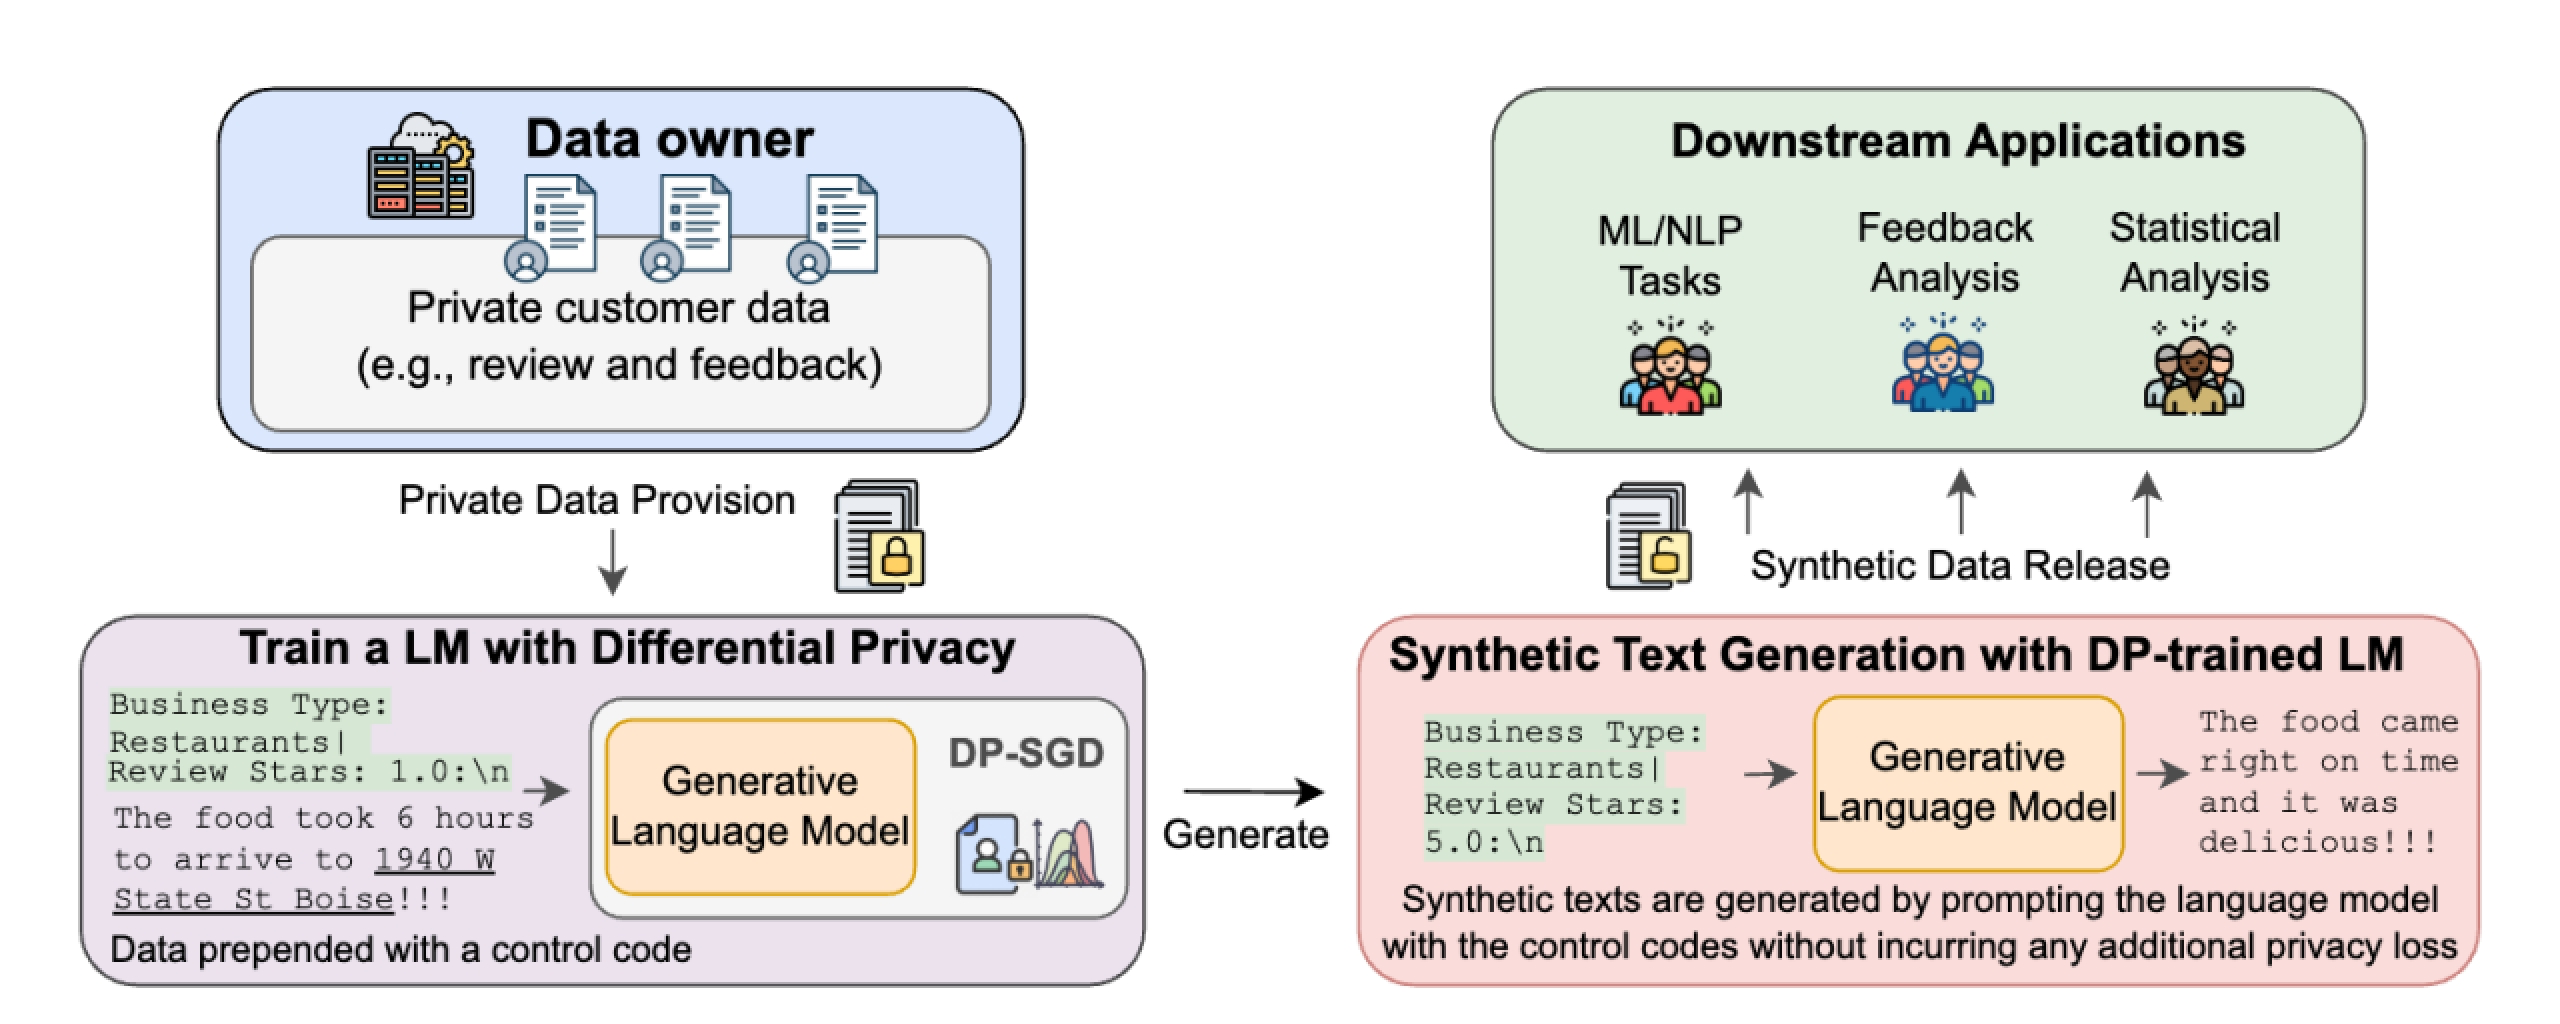 Data owner
Private customer data
(e.g., review and feedback)
Private Data Provision
Train a LM with Differential Privacy
Business Type:
Restaurants|
Review Stars: 1.0:\n
The food took 6 hours
to arrive to 1940 W
State St Boise!!!
Data prepended with a control code
Generative
Language Model
DP-SGD
Generate
Downstream Applications
ML/NLP
Tasks
Feedback
Analysis
Statistical
Analysis
Synthetic Data Release
Synthetic Text Generation with DP-trained LM
Business Type:
Restaurants|
Review Stars:
5.0:\n
Generative
Language Model
The food came
right on time
and it was
delicious!!!
Synthetic texts are generated by prompting the language model
with the control codes without incurring any additional privacy loss